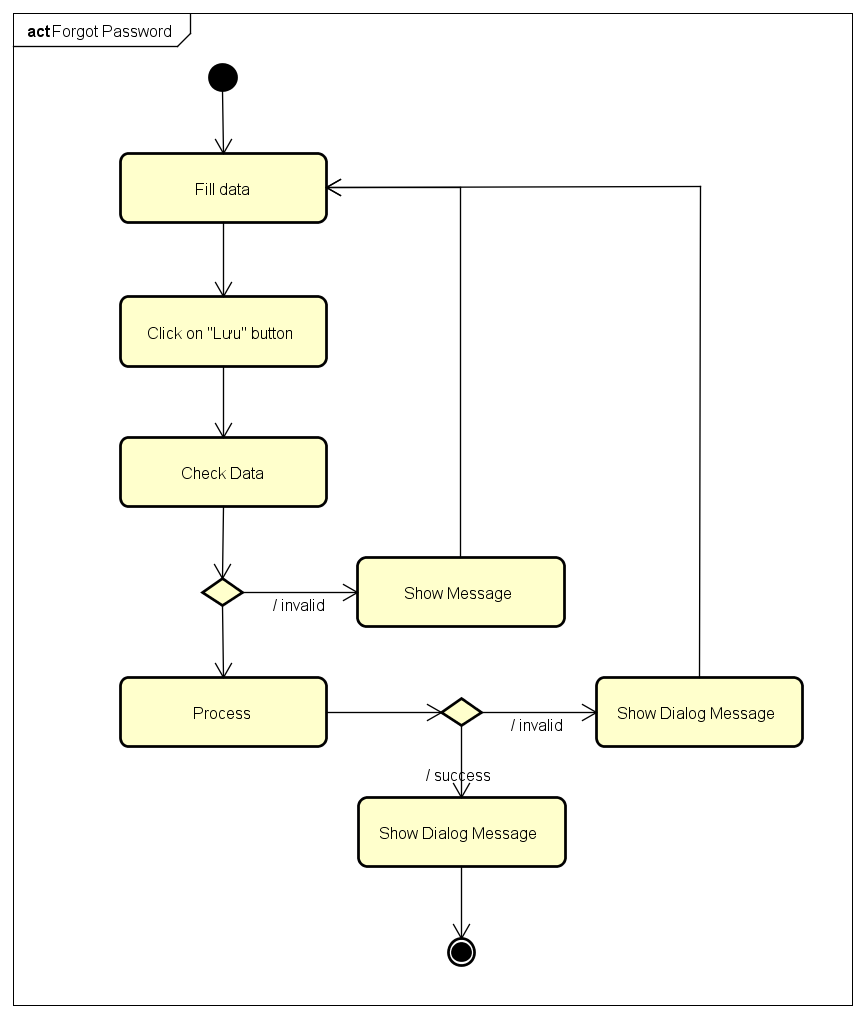 act Forgot Password
Fill data
Click on "Lưu" button
Check Data
Show Message
/ invalid
Process
Show Dialog Message
/ invalid
/ success
Show Dialog Message